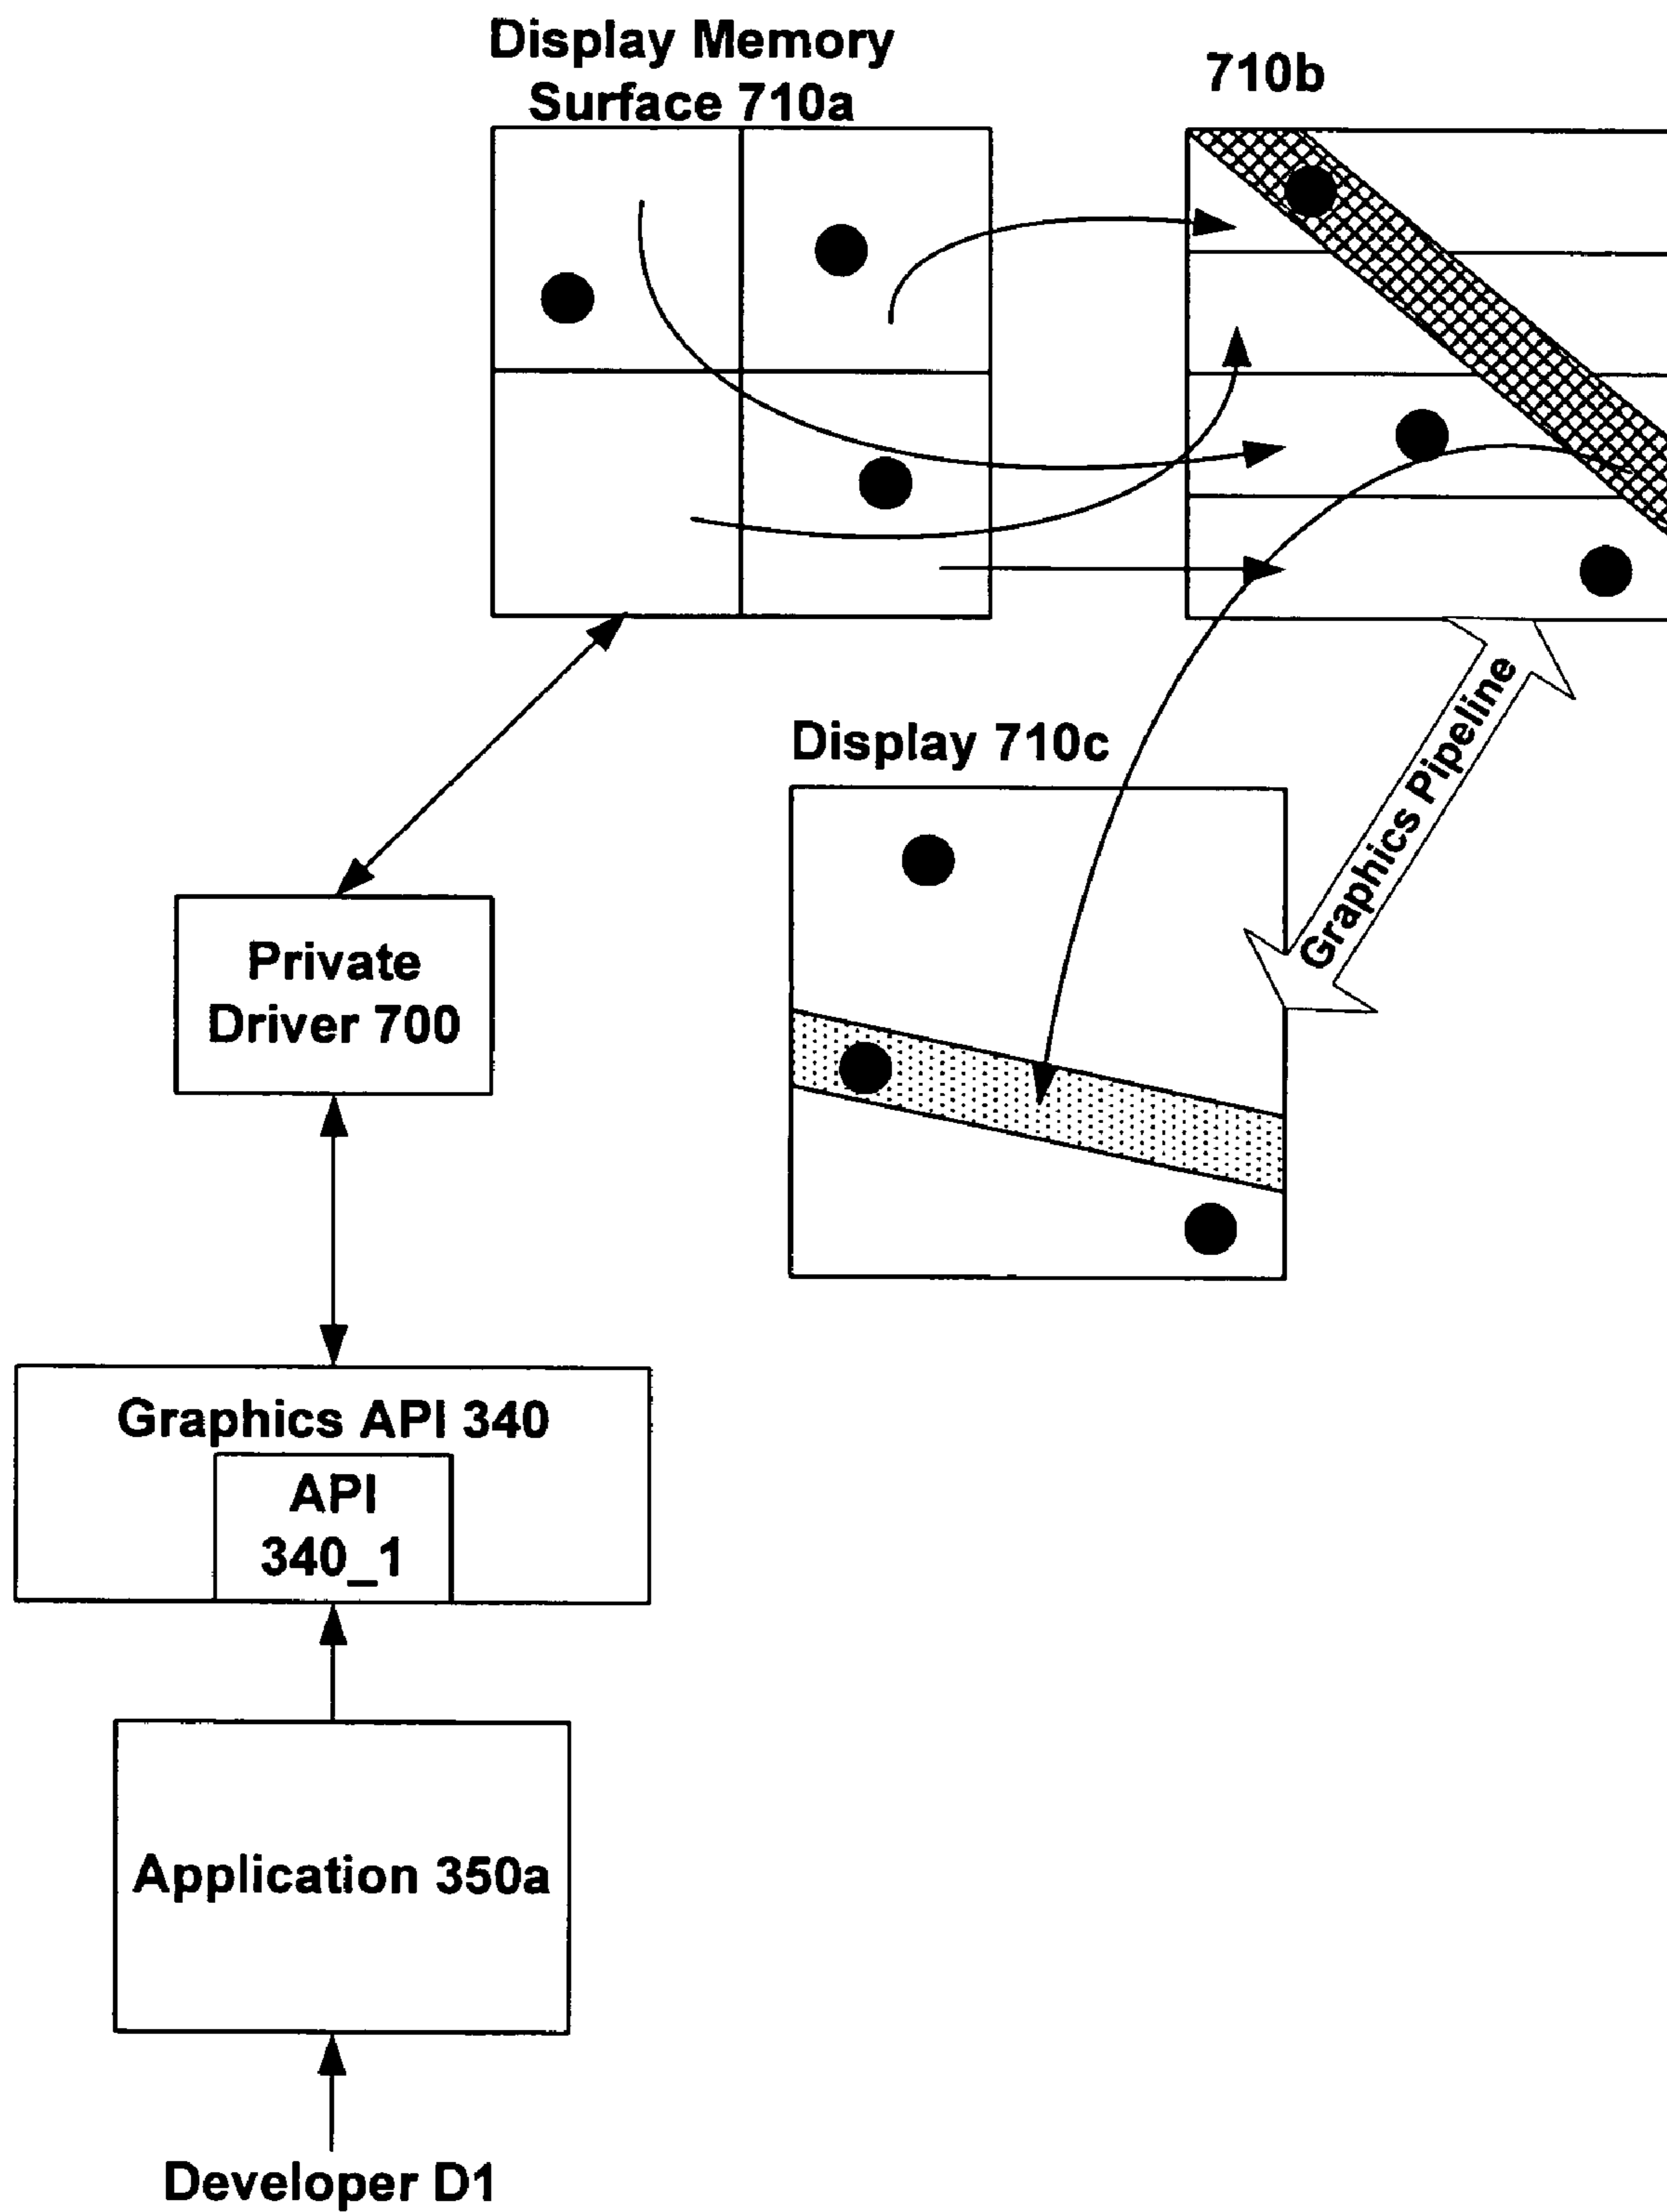 Display Memory
Surface 710a
710b
Graphics Pipeline
Display 710c
Private
Driver 700
Graphics API 340
API
340_1
Application 350a
Developer D1